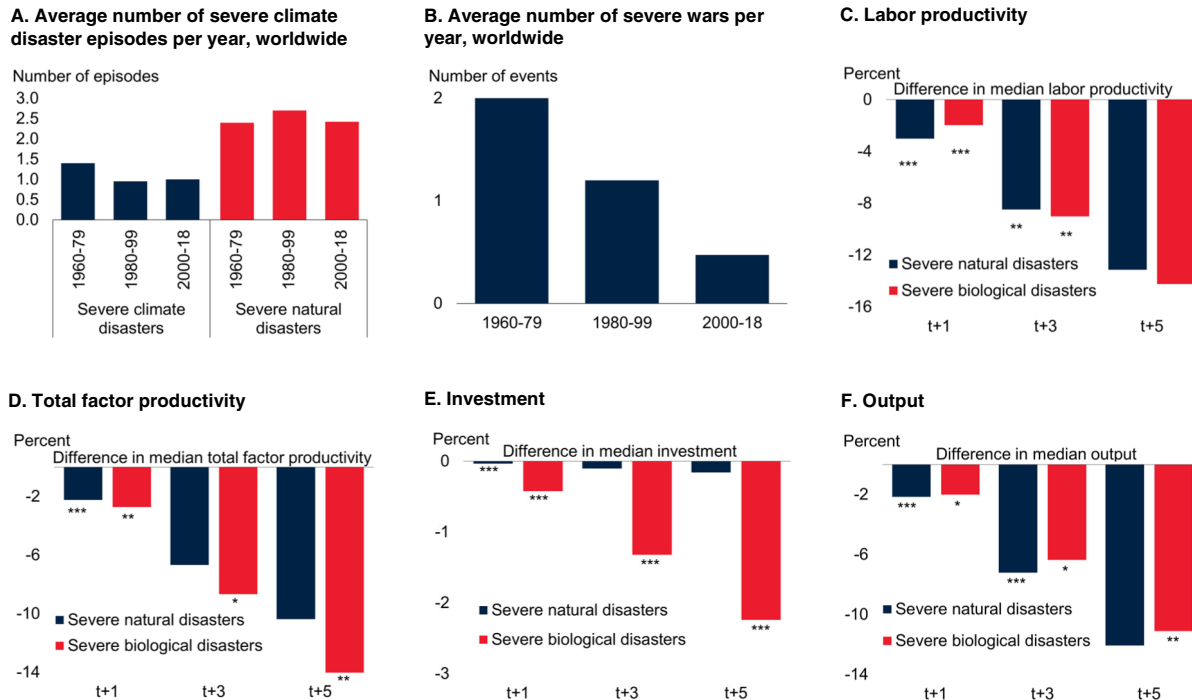 A. Average number of severe climate
disaster episodes per year, worldwide
Number of episodes
3.0
2.5
2.0
1.5
1.0
0.5
0.0
1960-79
1980-99
2000-18
1960-79
1980-99
2000-18
Severe climate
disasters
Severe natural
disasters
B. Average number of severe wars per
year, worldwide
Number of events
2
1
0
1960-79 1980-99 2000-18
C. Labor productivity
Percent
Difference in median labor productivity
0
-4
-8
-12
-16
*** ***
** **
Severe natural disasters
Severe biological disasters
t+1 t+3 t+5
D. Total factor productivity
Percent
Difference in median total factor productivity
-2
-6
-10
-14
*** **
*
**
Severe natural disasters
Severe biological disasters
t+1 t+3 t+5
E. Investment
Percent
Difference in median investment
0
-1
-2
-3
*** ***
***
***
Severe natural disasters
Severe biological disasters
t+1 t+3 t+5
F. Output
Percent
Difference in median output
-2
-6
-10
-14
*** *
*** *
**
Severe natural disasters
Severe biological disasters
t+1 t+3 t+5